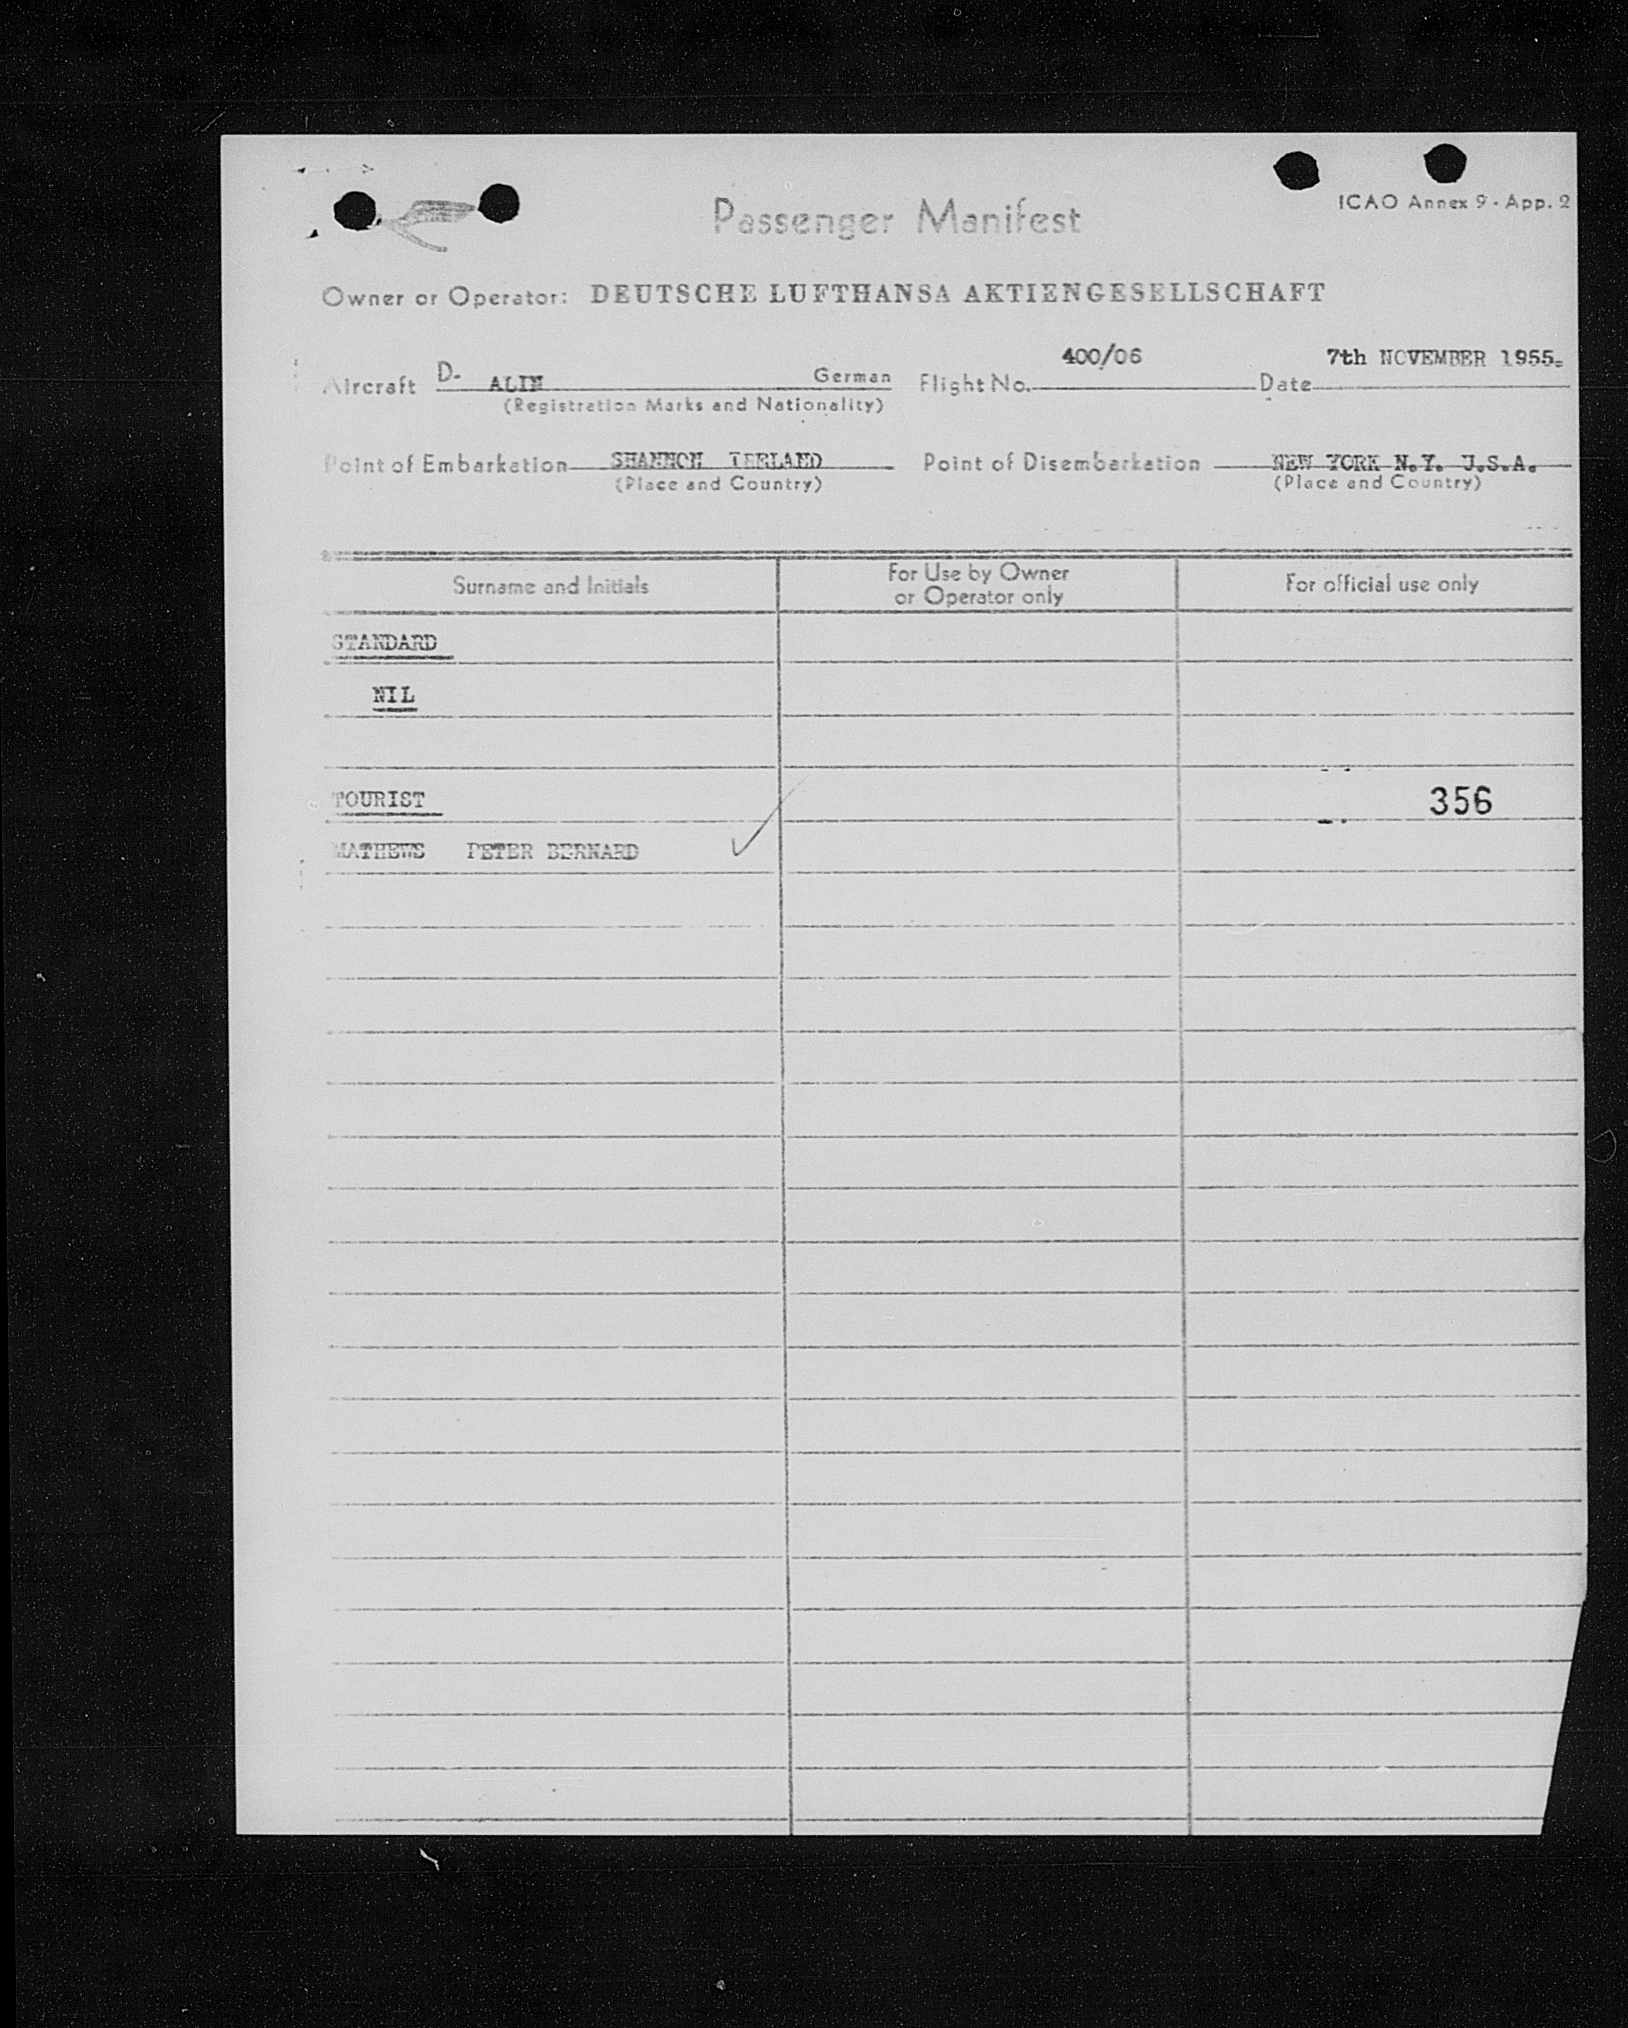 ICAO Annex 9 - App. 2
Passenger Manifest
Owner or Operator: DEUTSCHE LUFTHANSA AKTIENGESELLSCHAFT
Aircraft D- ALIN German Flight No. 400/06 Date 7th NOVEMBER 1955.
(Registration Marks and Nationality)
Point of Embarkation SHANNON IERLAND Point of Disembarkation NEW YORK N.Y. U.S.A.
(Place and Country) (Place and Country)
Surname and Initials For Use by Owner or Operator only For official use only
STANDARD
NIL
TOURIST 356
MATHEWS PETER BERNARD